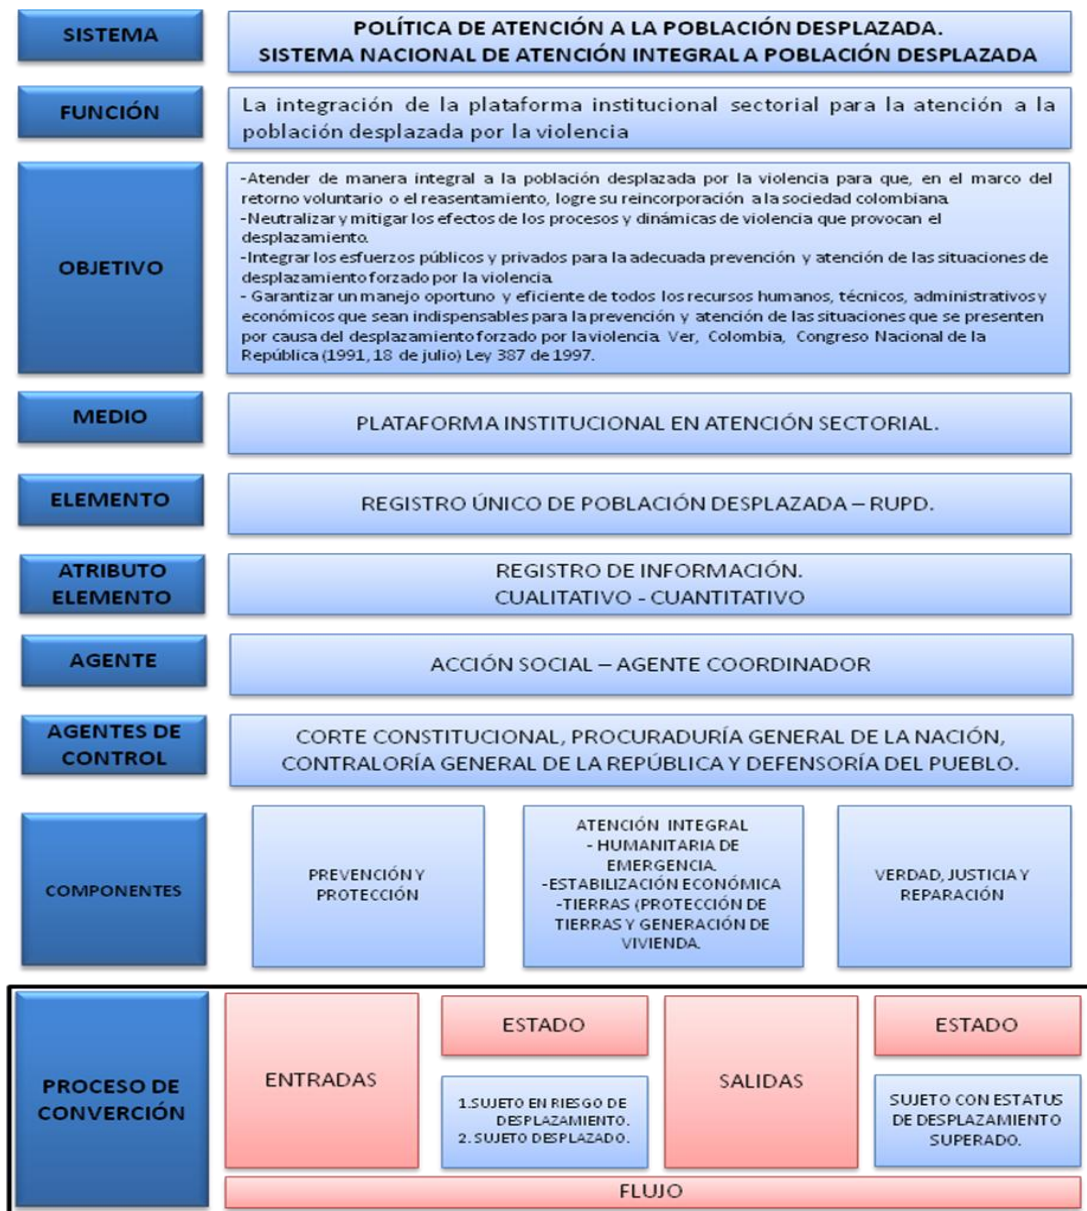 SISTEMA
POLÍTICA DE ATENCIÓN A LA POBLACIÓN DESPLAZADA.
SISTEMA NACIONAL DE ATENCIÓN INTEGRAL A POBLACIÓN DESPLAZADA
FUNCIÓN
La integración de la plataforma institucional sectorial para la atención a la
población desplazada por la violencia
OBJETIVO
-Atender de manera integral a la población desplazada por la violencia para que, en el marco del
retorno voluntario o el reasentamiento, logre su reincorporación a la sociedad colombiana.
-Neutralizar y mitigar los efectos de los procesos y dinámicas de violencia que provocan el
desplazamiento.
-Integrar los esfuerzos públicos y privados para la adecuada prevención y atención de las situaciones de
desplazamiento forzado por la violencia.
- Garantizar un manejo oportuno y eficiente de todos los recursos humanos, técnicos, administrativos y
económicos que sean indispensables para la prevención y atención de las situaciones que se presenten
por causa del desplazamiento forzado por la violencia. Ver, Colombia, Congreso Nacional de la
República (1991, 18 de julio) Ley 387 de 1997.
MEDIO
PLATAFORMA INSTITUCIONAL EN ATENCIÓN SECTORIAL.
ELEMENTO
REGISTRO ÚNICO DE POBLACIÓN DESPLAZADA – RUPD.
ATRIBUTO
ELEMENTO
REGISTRO DE INFORMACIÓN.
CUALITATIVO - CUANTITATIVO
AGENTE
ACCIÓN SOCIAL – AGENTE COORDINADOR
AGENTES DE
CONTROL
CORTE CONSTITUCIONAL, PROCURADURÍA GENERAL DE LA NACIÓN,
CONTRALORÍA GENERAL DE LA REPÚBLICA Y DEFENSORÍA DEL PUEBLO.
COMPONENTES
PREVENCIÓN Y
PROTECCIÓN
ATENCIÓN INTEGRAL
- HUMANITARIA DE
EMERGENCIA.
-ESTABILIZACIÓN ECONÓMICA
-TIERRAS (PROTECCIÓN DE
TIERRAS Y GENERACIÓN DE
VIVIENDA.
VERDAD, JUSTICIA Y
REPARACIÓN
PROCESO DE
CONVERCIÓN
ENTRADAS
ESTADO
1.SUJETO EN RIESGO DE
DESPLAZAMIENTO.
2. SUJETO DESPLAZADO.
SALIDAS
ESTADO
SUJETO CON ESTATUS
DE DESPLAZAMIENTO
SUPERADO.
FLUJO